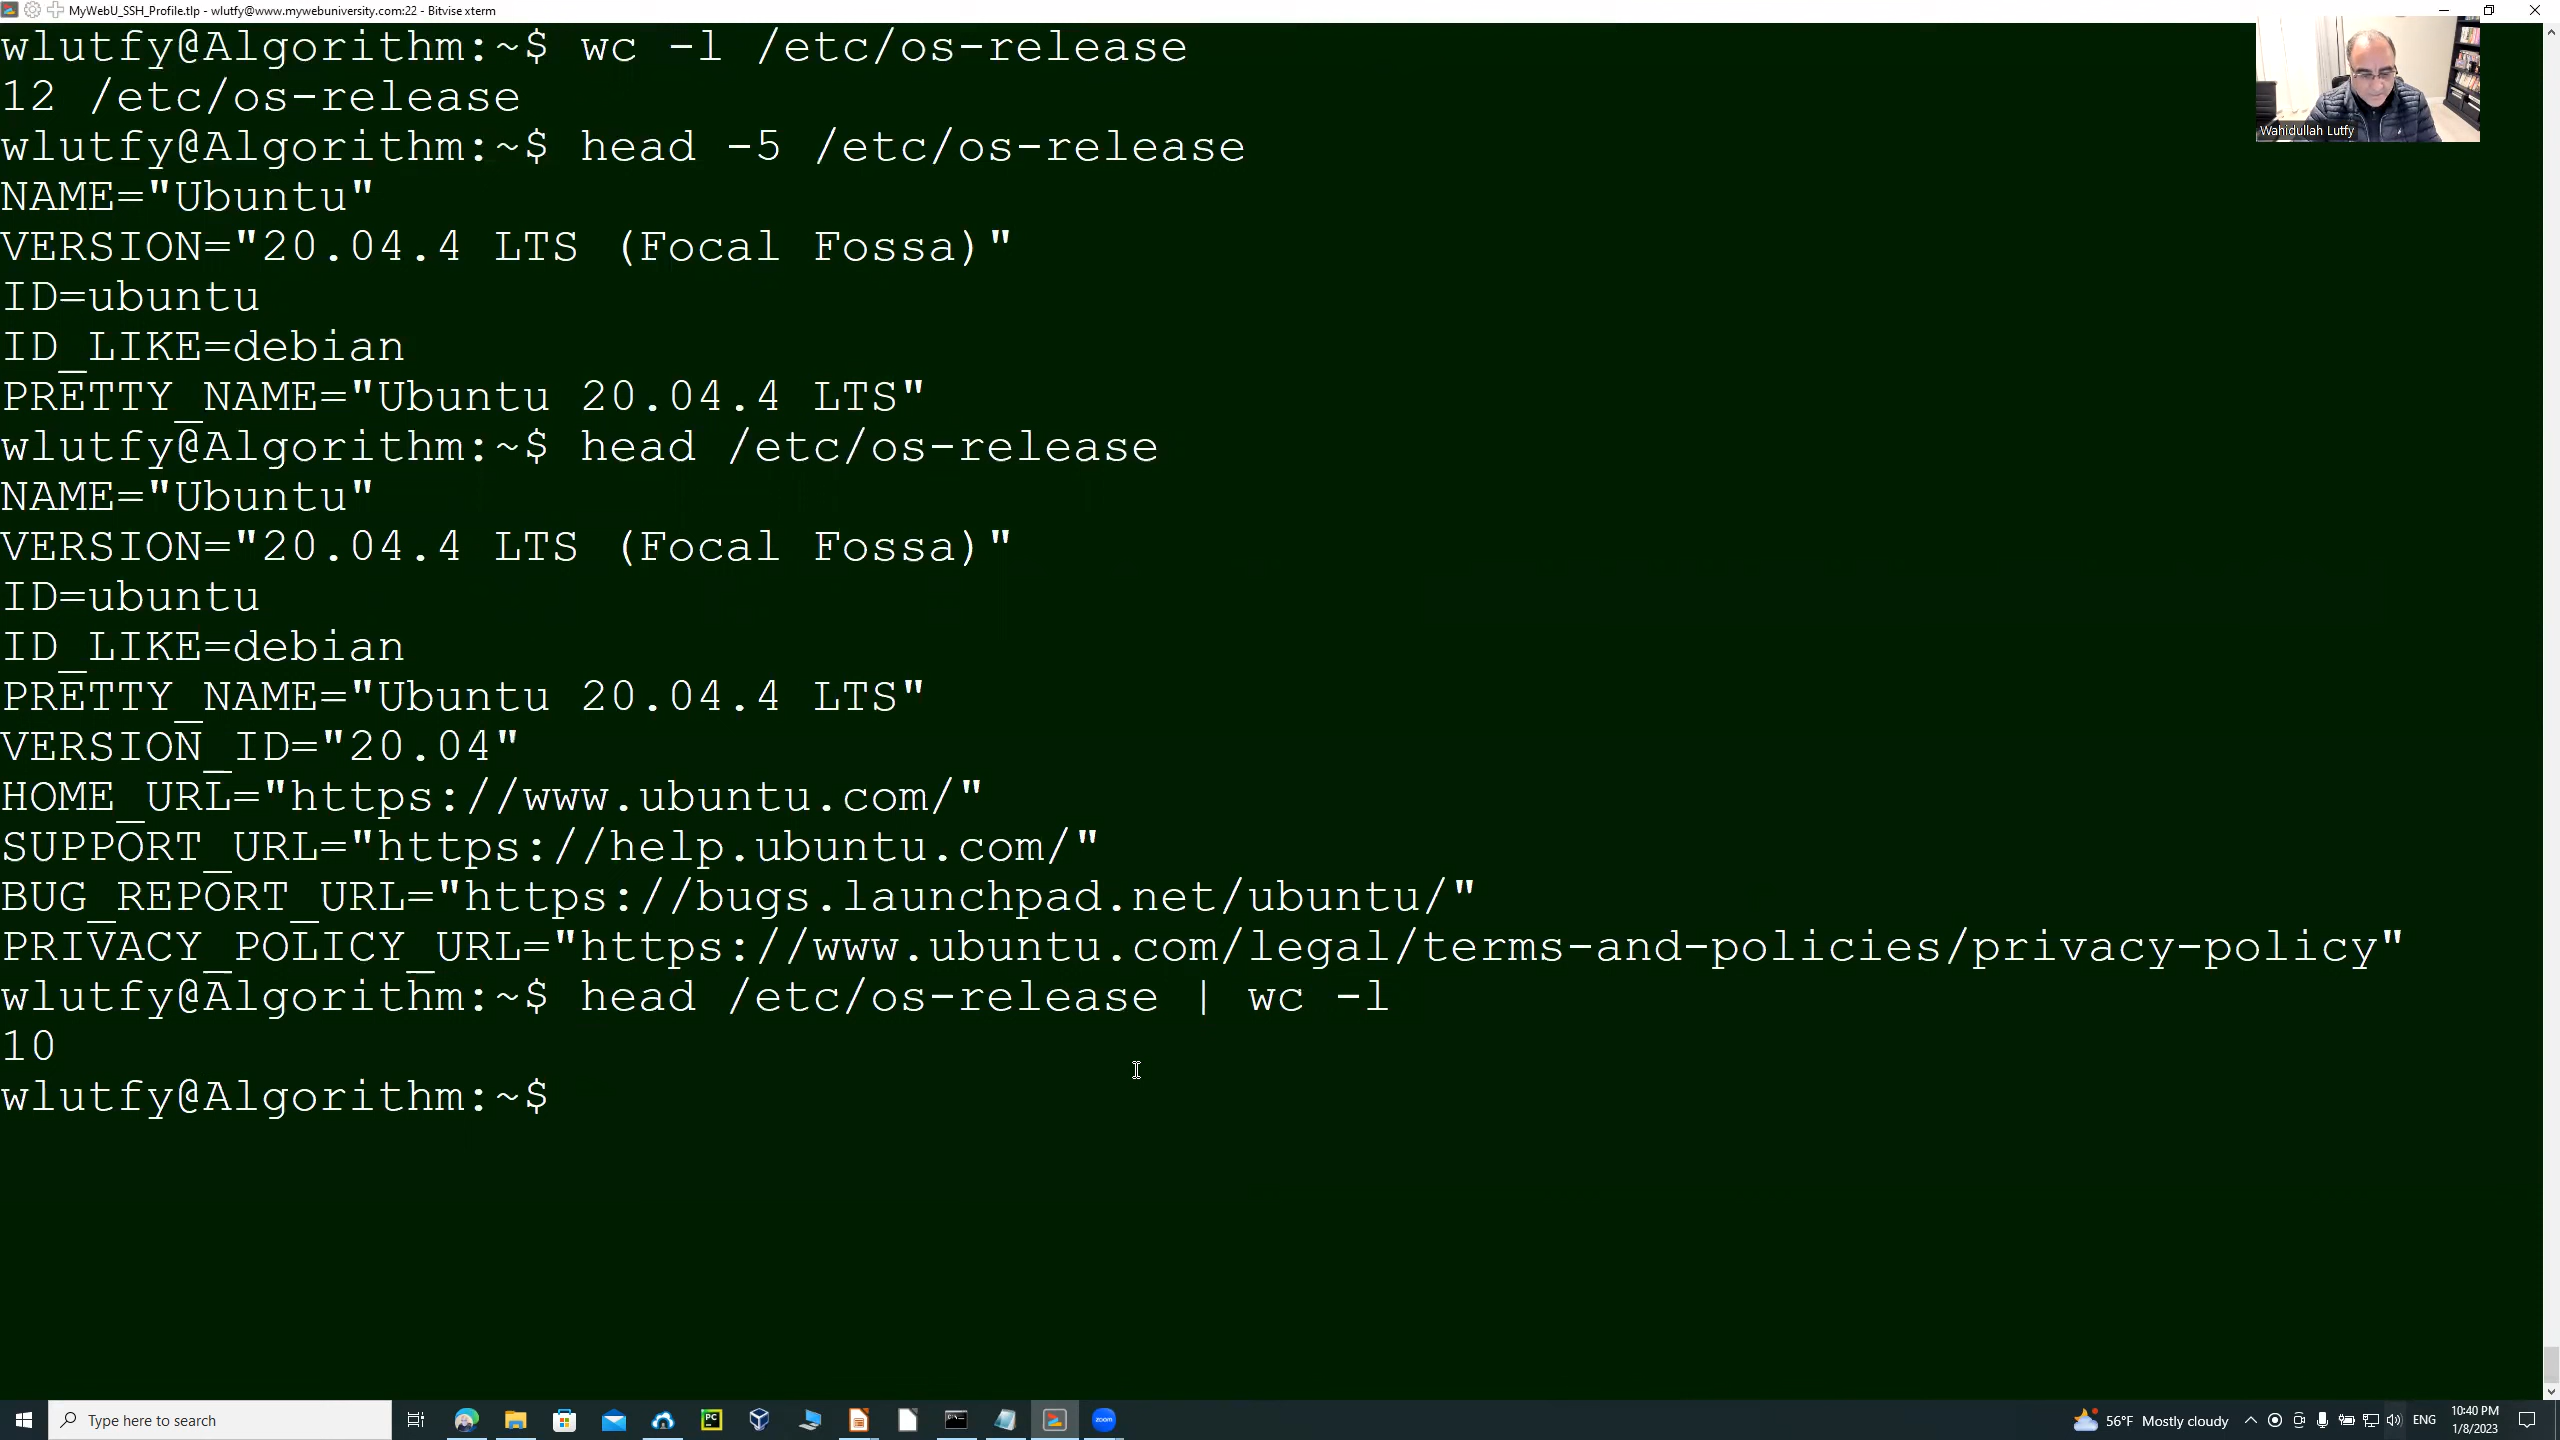 MyWebU_SSH_Profile.tlp - wlutfy@www.mywebuniversity.com:22 - Bitvise xterm
wlutfy@Algorithm:~$ wc -l /etc/os-release
12 /etc/os-release
wlutfy@Algorithm:~$ head -5 /etc/os-release
NAME="Ubuntu"
VERSION="20.04.4 LTS (Focal Fossa)"
ID=ubuntu
ID_LIKE=debian
PRETTY_NAME="Ubuntu 20.04.4 LTS"
wlutfy@Algorithm:~$ head /etc/os-release
NAME="Ubuntu"
VERSION="20.04.4 LTS (Focal Fossa)"
ID=ubuntu
ID_LIKE=debian
PRETTY_NAME="Ubuntu 20.04.4 LTS"
VERSION_ID="20.04"
HOME_URL="https://www.ubuntu.com/"
SUPPORT_URL="https://help.ubuntu.com/"
BUG_REPORT_URL="https://bugs.launchpad.net/ubuntu/"
PRIVACY_POLICY_URL="https://www.ubuntu.com/legal/terms-and-policies/privacy-policy"
wlutfy@Algorithm:~$ head /etc/os-release | wc -l
10
wlutfy@Algorithm:~$
Wahidullah Lutfy
Type here to search
PC
zoom
56°F Mostly cloudy
ENG
10:40 PM
1/8/2023